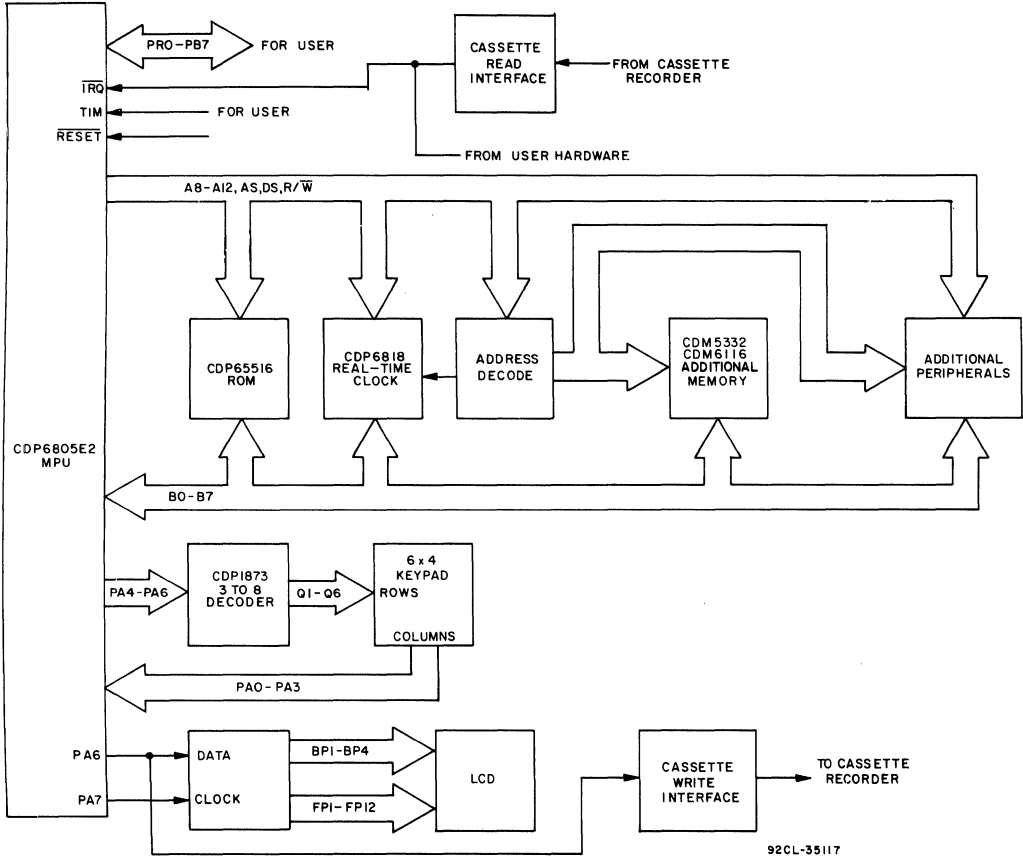 PRO-PB7
FOR USER
CASSETTE
READ
INTERFACE
FROM CASSETTE
RECORDER
IRQ
TIM
FOR USER
RESET
FROM USER HARDWARE
A8-A12, AS,DS,R/W
CDP65516
ROM
CDP6818
REAL-TIME
CLOCK
ADDRESS
DECODE
CDM5332
CDM6116
ADDITIONAL
MEMORY
ADDITIONAL
PERIPHERALS
CDP6805E2
MPU
B0-B7
PA4-PA6
CDP1873
3 TO 8
DECODER
Q1-Q6
6 x 4
KEYPAD
ROWS
COLUMNS
PA0-PA3
PA6
DATA
BP1-BP4
LCD
CASSETTE
WRITE
INTERFACE
TO CASSETTE
RECORDER
PA7
CLOCK
FP1-FP12
92CL-35117